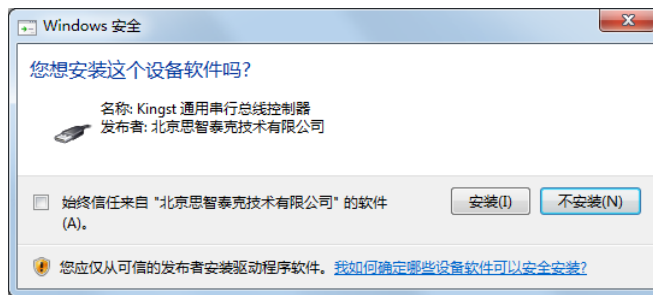 Windows 安全
您想安装这个设备软件吗?
名称: Kingst 通用串行总线控制器
发布者: 北京思智泰克技术有限公司
始终信任来自 "北京思智泰克技术有限公司" 的软件
(A)。
安装(I)
不安装(N)
您应仅从可信的发布者安装驱动程序软件。我如何确定哪些设备软件可以安全安装?